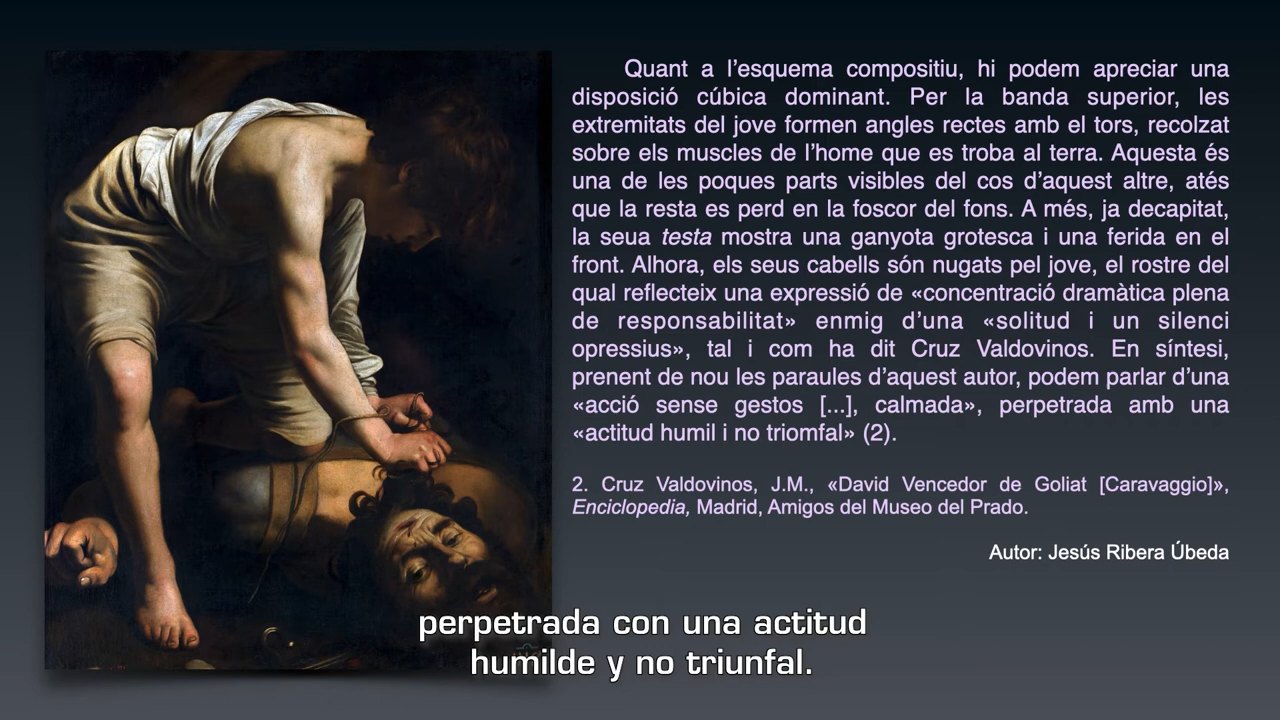 Quant a l’esquema compositiu, hi podem apreciar una
disposició cúbica dominant. Per la banda superior, les
extremitats del jove formen angles rectes amb el tors, recolzat
sobre els muscles de l’home que es troba al terra. Aquesta és
una de les poques parts visibles del cos d’aquest altre, atés
que la resta es perd en la foscor del fons. A més, ja decapitat,
la seua testa mostra una ganyota grotesca i una ferida en el
front. Alhora, els seus cabells són nugats pel jove, el rostre del
qual reflecteix una expressió de «concentració dramàtica plena
de responsabilitat» enmig d’una «solitud i un silenci
opressius», tal i com ha dit Cruz Valdovinos. En síntesi,
prenent de nou les paraules d’aquest autor, podem parlar d’una
«acció sense gestos [...], calmada», perpetrada amb una
«actitud humil i no triomfal» (2).
2. Cruz Valdovinos, J.M., «David Vencedor de Goliat [Caravaggio]»,
Enciclopedia, Madrid, Amigos del Museo del Prado.
Autor: Jesús Ribera Úbeda
perpetrada con una actitud
humilde y no triunfal.